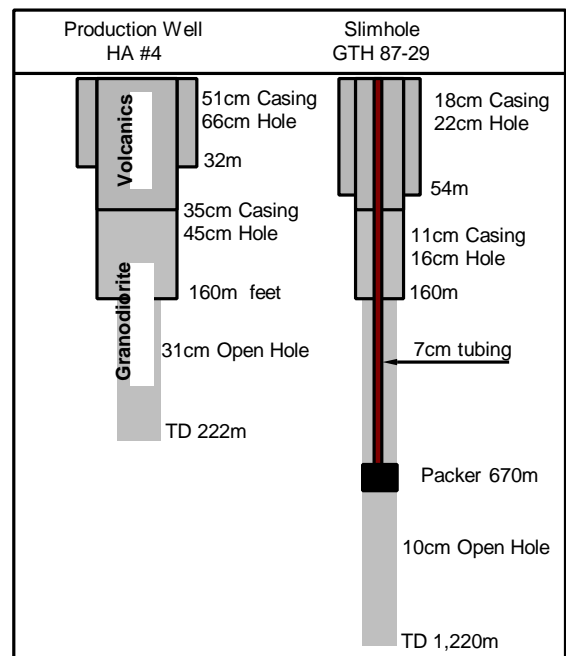 Production Well
HA #4
Slimhole
GTH 87-29
Volcanics
51cm Casing
66cm Hole
32m
35cm Casing
45cm Hole
160m feet
Granodiorite
31cm Open Hole
TD 222m
18cm Casing
22cm Hole
54m
11cm Casing
16cm Hole
160m
7cm tubing
Packer 670m
10cm Open Hole
TD 1,220m